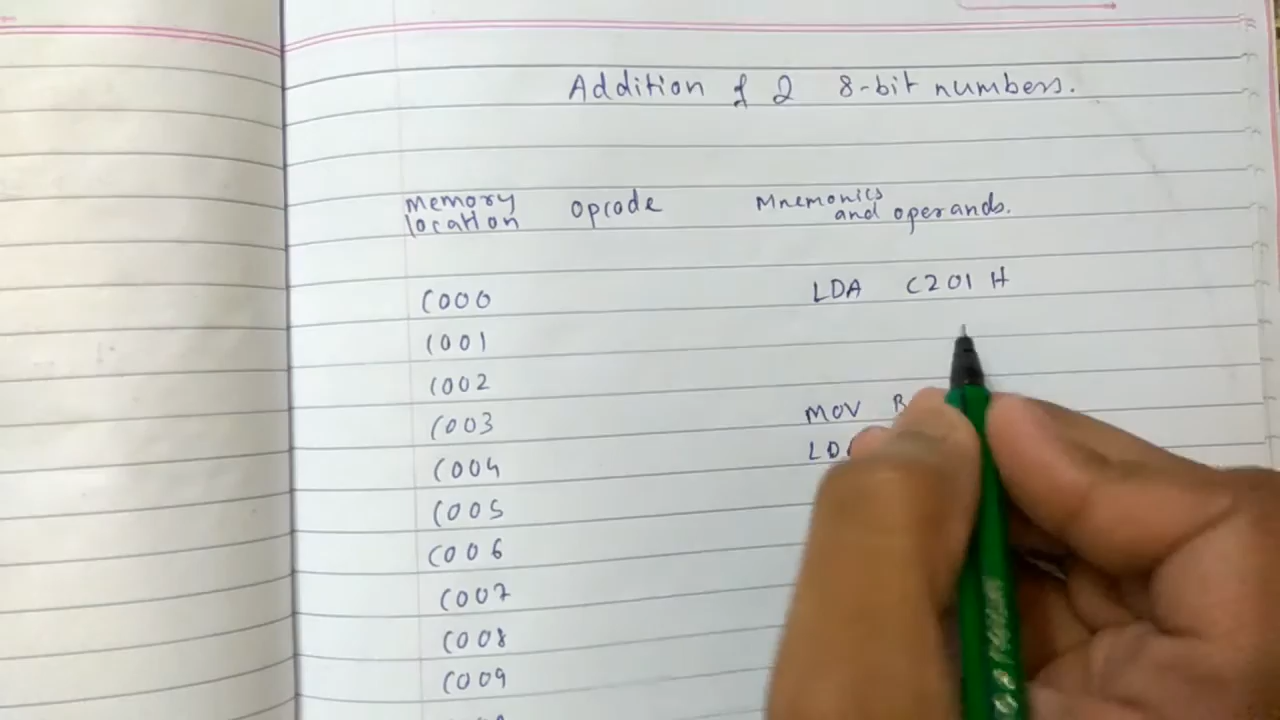 Addition of 2 8-bit numbers.
Memory location opcode Mnemonics and operands.
C000 LDA C201 H
C001
C002
C003 MOV B
C004 LDA
C005
C006
C007
C008
C009